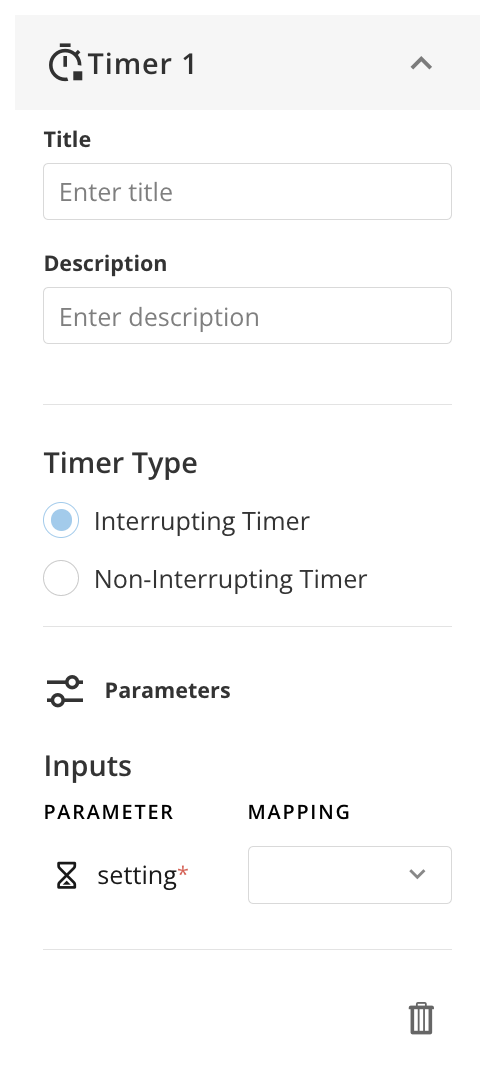 Timer 1
Title
Enter title
Description
Enter description
Timer Type
Interrupting Timer
Non-Interrupting Timer
Parameters
Inputs
PARAMETER MAPPING
setting*